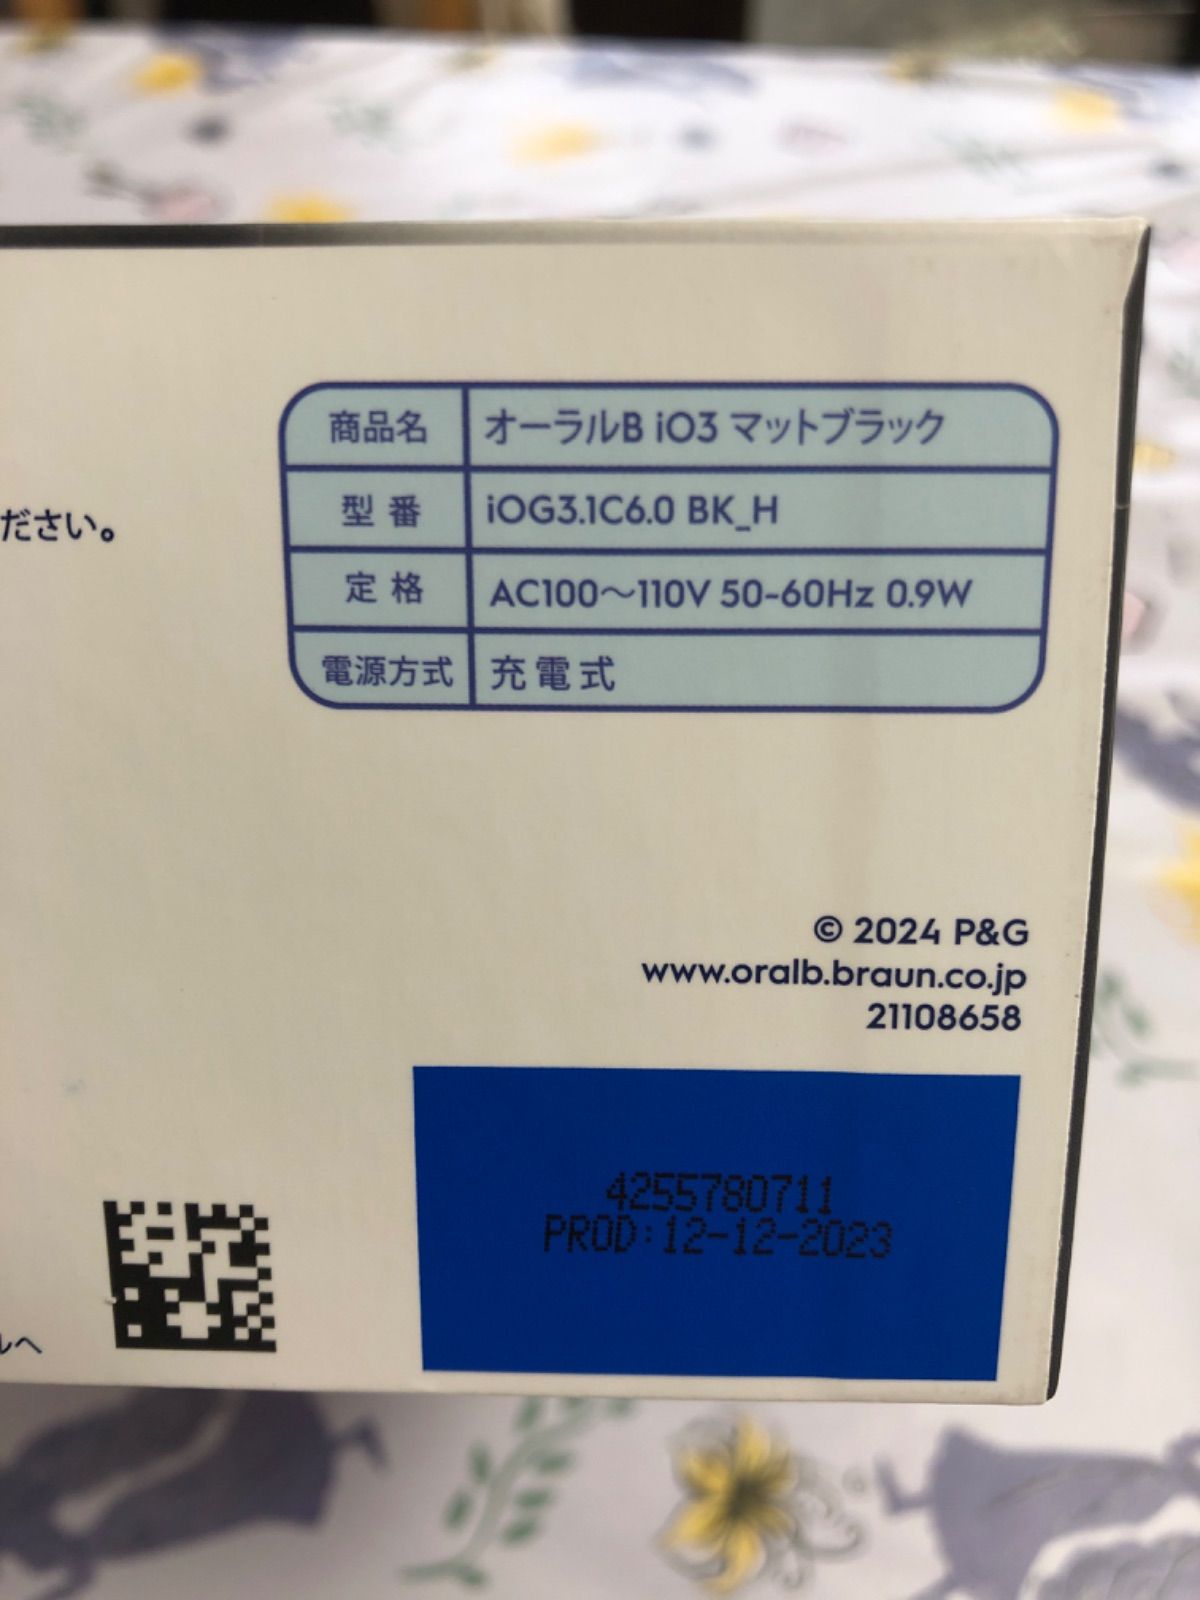 ださい。
商品名 オーラルB iO3 マットブラック
型番 iOG3.1C6.0 BK_H
定格 AC100〜110V 50-60Hz 0.9W
電源方式 充電式
© 2024 P&G
www.oralb.braun.co.jp
21108658
4255780711
PROD:12-12-2023
ルへ